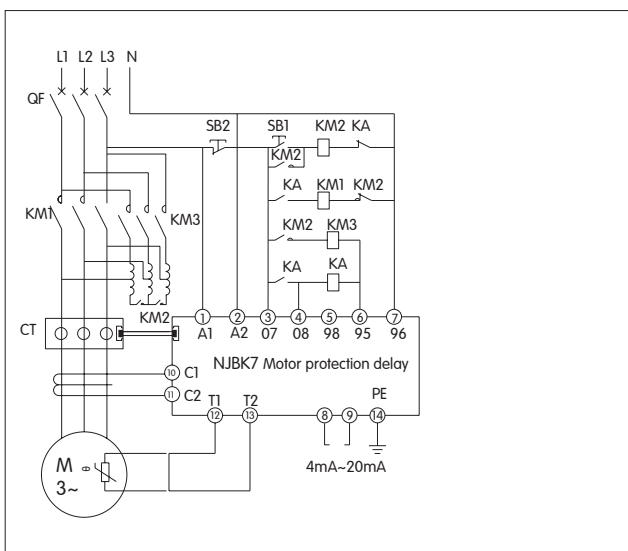 L1 L2 L3 N
QF
SB2 SB1 KM2 KA
KM2
KA KM1 KM2
KM1 KM3
KM2 KM3
KA KA
KM2
CT
1 2 3 4 5 6 7
A1 A2 07 08 98 95 96
NJBK7 Motor protection delay
10 C1
11 C2
T1 T2 PE
12 13 8 9 14
4mA~20mA
M θ
3~